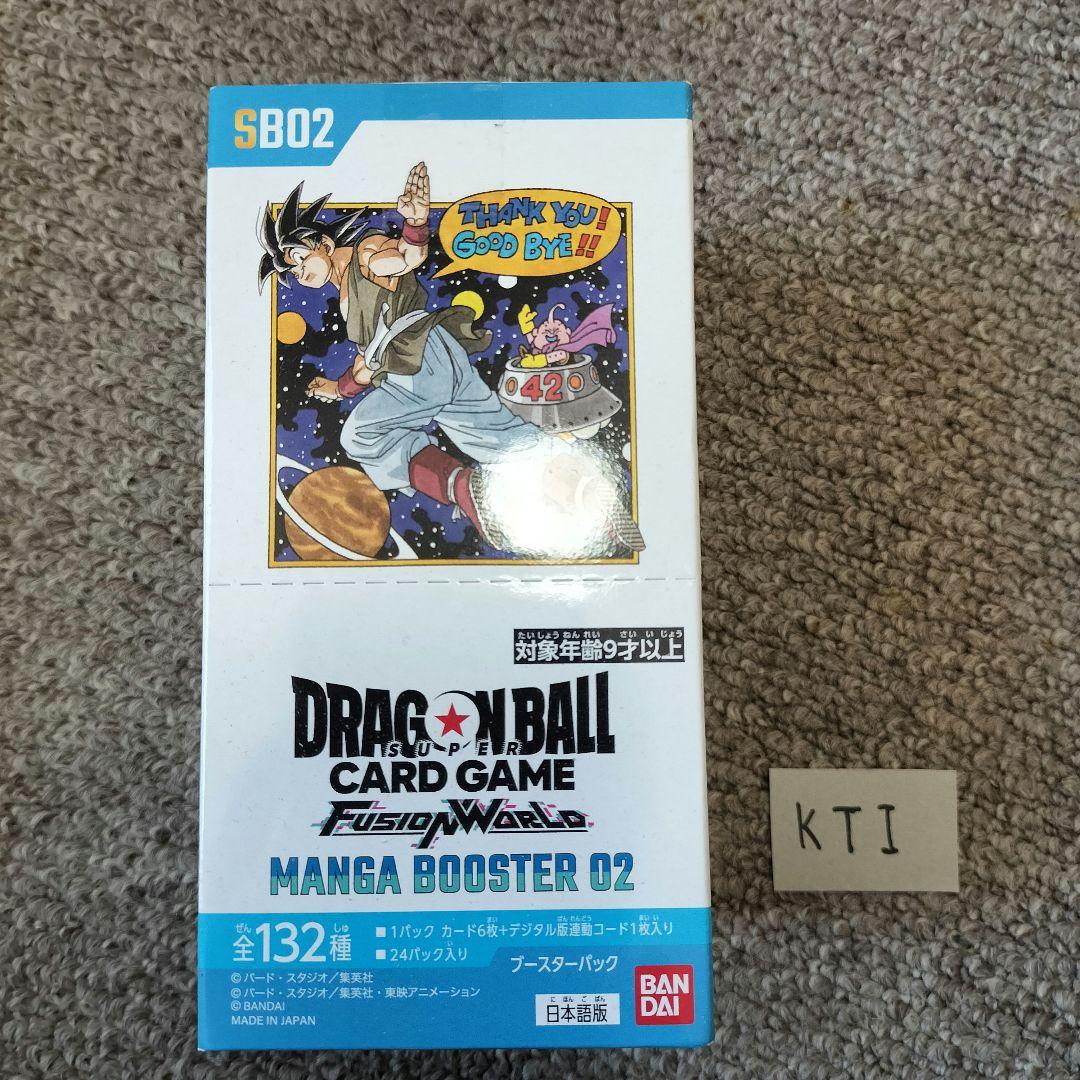 SB02
THANK YOU!
GOOD BYE!!
42
たいしょうねんれい さいいじょう
対象年齢9才以上
DRAGON BALL
SUPER
CARD GAME
FUSION WORLD
MANGA BOOSTER 02
ぜん しゅ
全132種
まい ばんれんどう まいい
■1パック カード6枚+デジタル版連動コード1枚入り
い
■24パック入り
ブースターパック
©バード・スタジオ/集英社
©バード・スタジオ/集英社・東映アニメーション
©BANDAI
MADE IN JAPAN
にほんごばん
日本語版
BAN
DAI
KTI